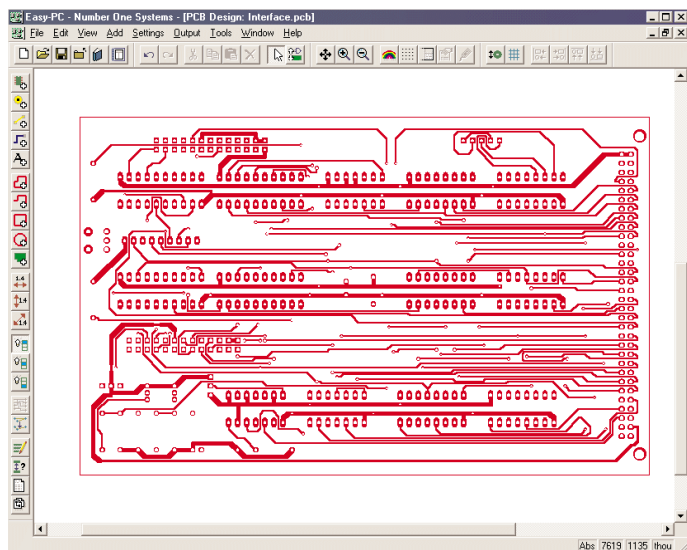 Easy-PC - Number One Systems - [PCB Design: Interface.pcb]
File Edit View Add Settings Output Tools Window Help
A
1.4
1.4
1.4
?
Abs 7619 1135 thou